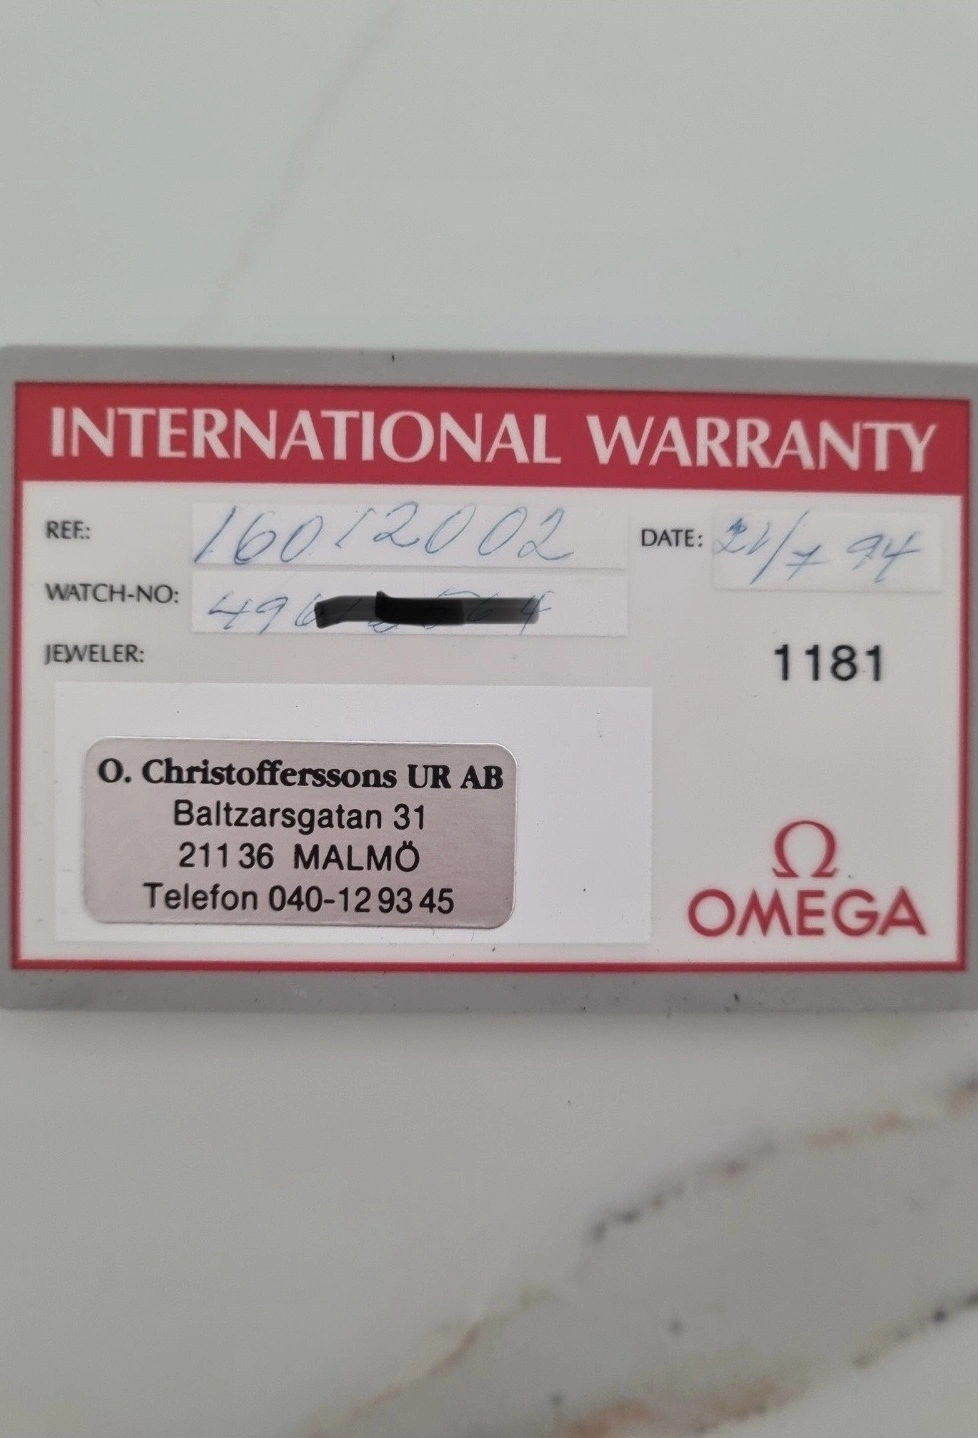 INTERNATIONAL WARRANTY
REF.: 16012002 DATE: 21/7 94
WATCH-NO:
JEWELER:
1181
O. Christofferssons UR AB
Baltzarsgatan 31
211 36 MALMÖ
Telefon 040-12 93 45
Ω
OMEGA